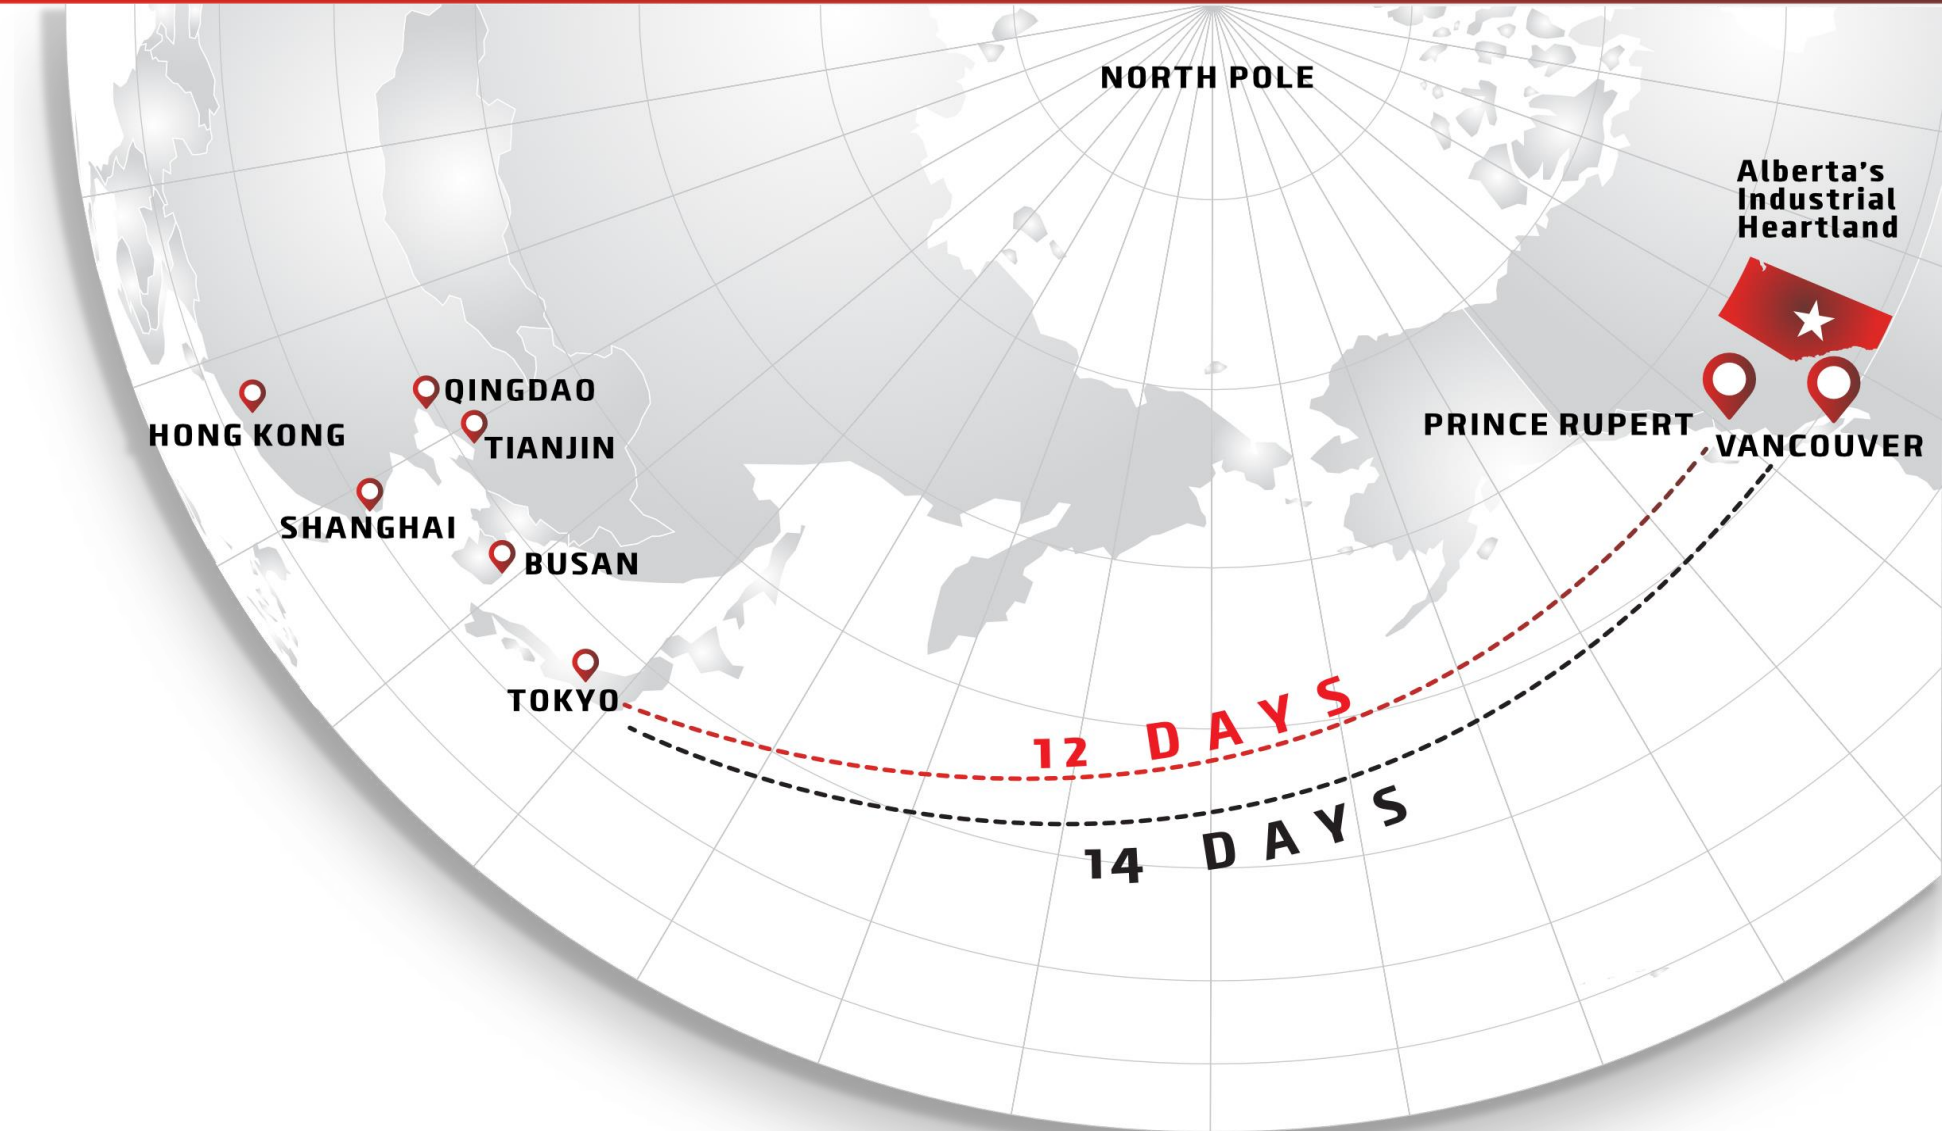 NORTH POLE
Alberta's
Industrial
Heartland
QINGDAO
HONG KONG
TIANJIN
PRINCE RUPERT
VANCOUVER
SHANGHAI
BUSAN
TOKYO
12 DAYS
14 DAYS